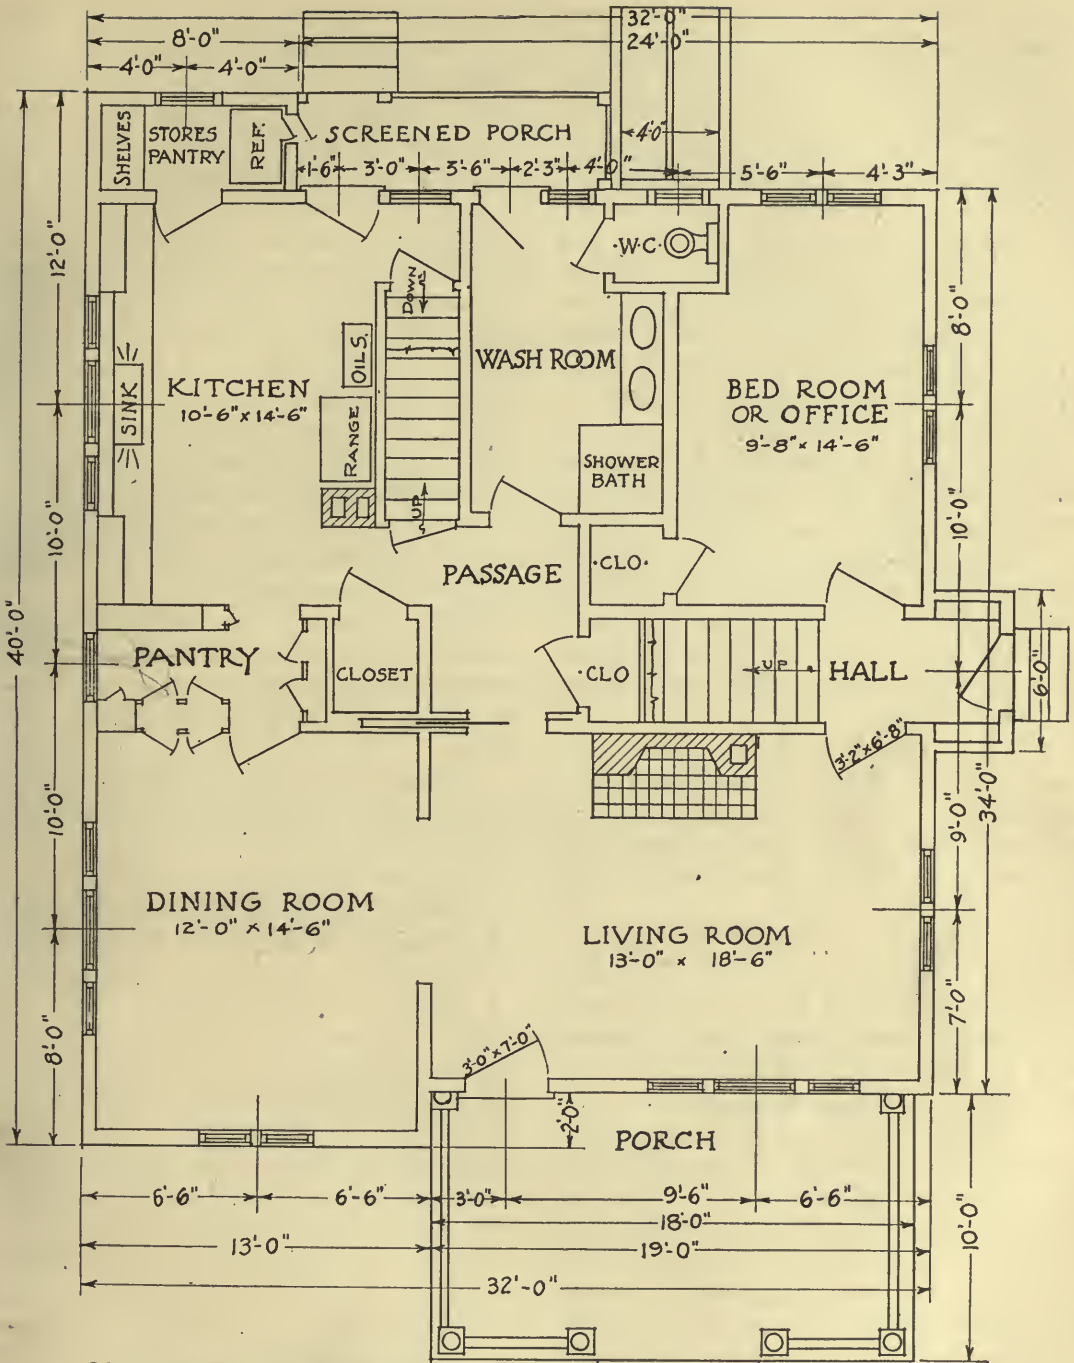 32'-0"
8'-0" 24'-0"
4'-0" 4'-0"
SHELVES
STORES
PANTRY
REF.
SCREENED PORCH
4'0"
1'-6" 3'-0" 5'-6" 2'-3" 4'-0" 5'-6" 4'-3"
12'-0"
·W·C·
DOWN
8'-0"
OIL S.
WASH ROOM
SINK
KITCHEN
10'-6" x 14'-6"
BED ROOM
OR OFFICE
9'-8" x 14'-6"
RANGE
SHOWER
BATH
UP
10'-0"
10'-0"
PASSAGE
·CLO·
40'-0"
PANTRY
CLOSET
·CLO
UP
HALL
6'-0"
3'-2" x 6'-8"
34'-0"
10'-0"
9'-0"
DINING ROOM
12'-0" x 14'-6"
LIVING ROOM
13'-0" x 18'-6"
7'-0"
8'-0"
3'-0" x 7'-0"
2'-0"
PORCH
6'-6" 6'-6" 3'-0" 9'-6" 6'-6"
18'-0"
13'-0" 19'-0"
32'-0"
10'-0"